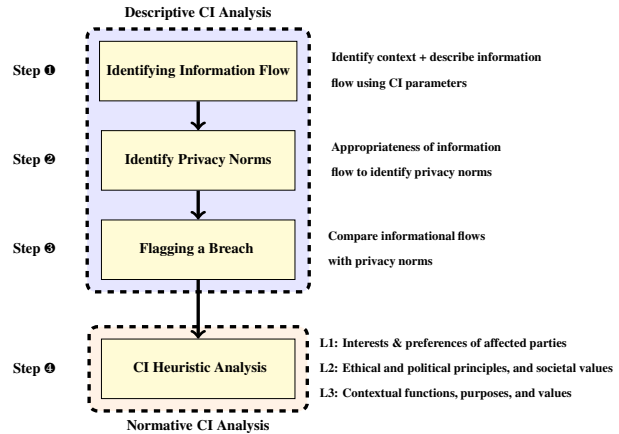 Descriptive CI Analysis
Step ❶
Identifying Information Flow
Identify context + describe information
flow using CI parameters
Step ❷
Identify Privacy Norms
Appropriateness of information
flow to identify privacy norms
Step ❸
Flagging a Breach
Compare informational flows
with privacy norms
Step ❹
CI Heuristic Analysis
L1: Interests & preferences of affected parties
L2: Ethical and political principles, and societal values
L3: Contextual functions, purposes, and values
Normative CI Analysis